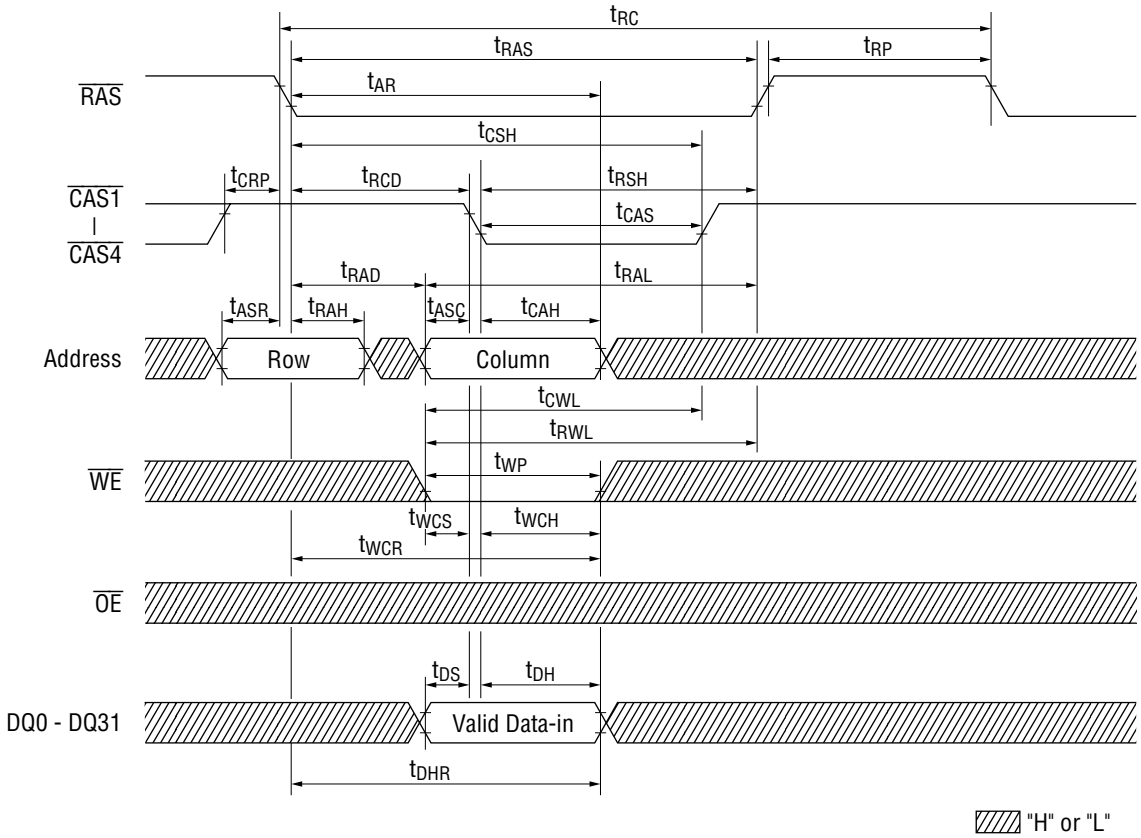 tRC
tRAS
tRP
tAR
RAS
tCSH
tCRP
tRCD
tRSH
CAS1
tCAS
CAS4
tRAD
tRAL
tASR
tRAH
tASC
tCAH
Address
Row
Column
tCWL
tRWL
tWP
WE
tWCS
tWCH
tWCR
OE
tDS
tDH
DQ0 - DQ31
Valid Data-in
tDHR
"H" or "L"